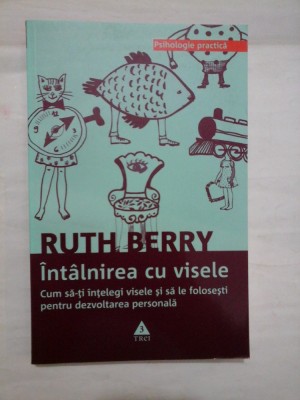 Psihologie practică
RUTH BERRY
Întâlnirea cu visele
Cum să-ți înțelegi visele și să le folosești
pentru dezvoltarea personală
3
TREI